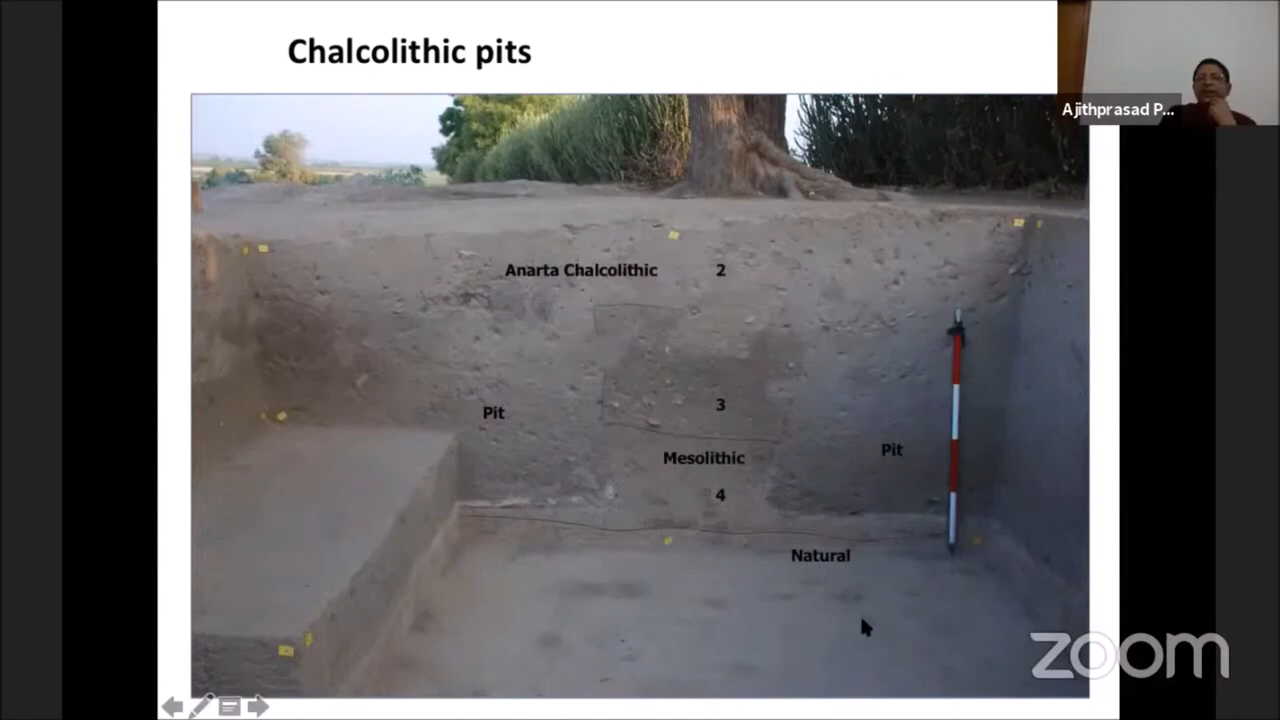 Chalcolithic pits
Ajithprasad P...
Anarta Chalcolithic 2
3
Pit
Pit
Mesolithic
4
Natural
zoom